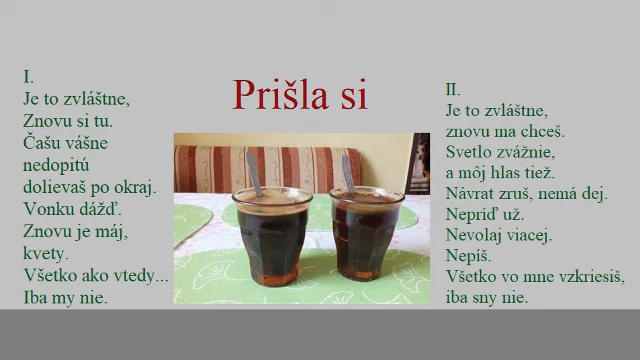 Prišla si
I.
Je to zvláštne,
Znovu si tu.
Čašu vášne
nedopitú
dolievaš po okraj.
Vonku dážď.
Znovu je máj,
kvety.
Všetko ako vtedy...
Iba my nie.
II.
Je to zvláštne,
znovu ma chceš.
Svetlo zvážnie,
a môj hlas tiež.
Návrat zruš, nemá dej.
Nepríď už.
Nevolaj viacej.
Nepíš.
Všetko vo mne vzkriesiš,
iba sny nie.